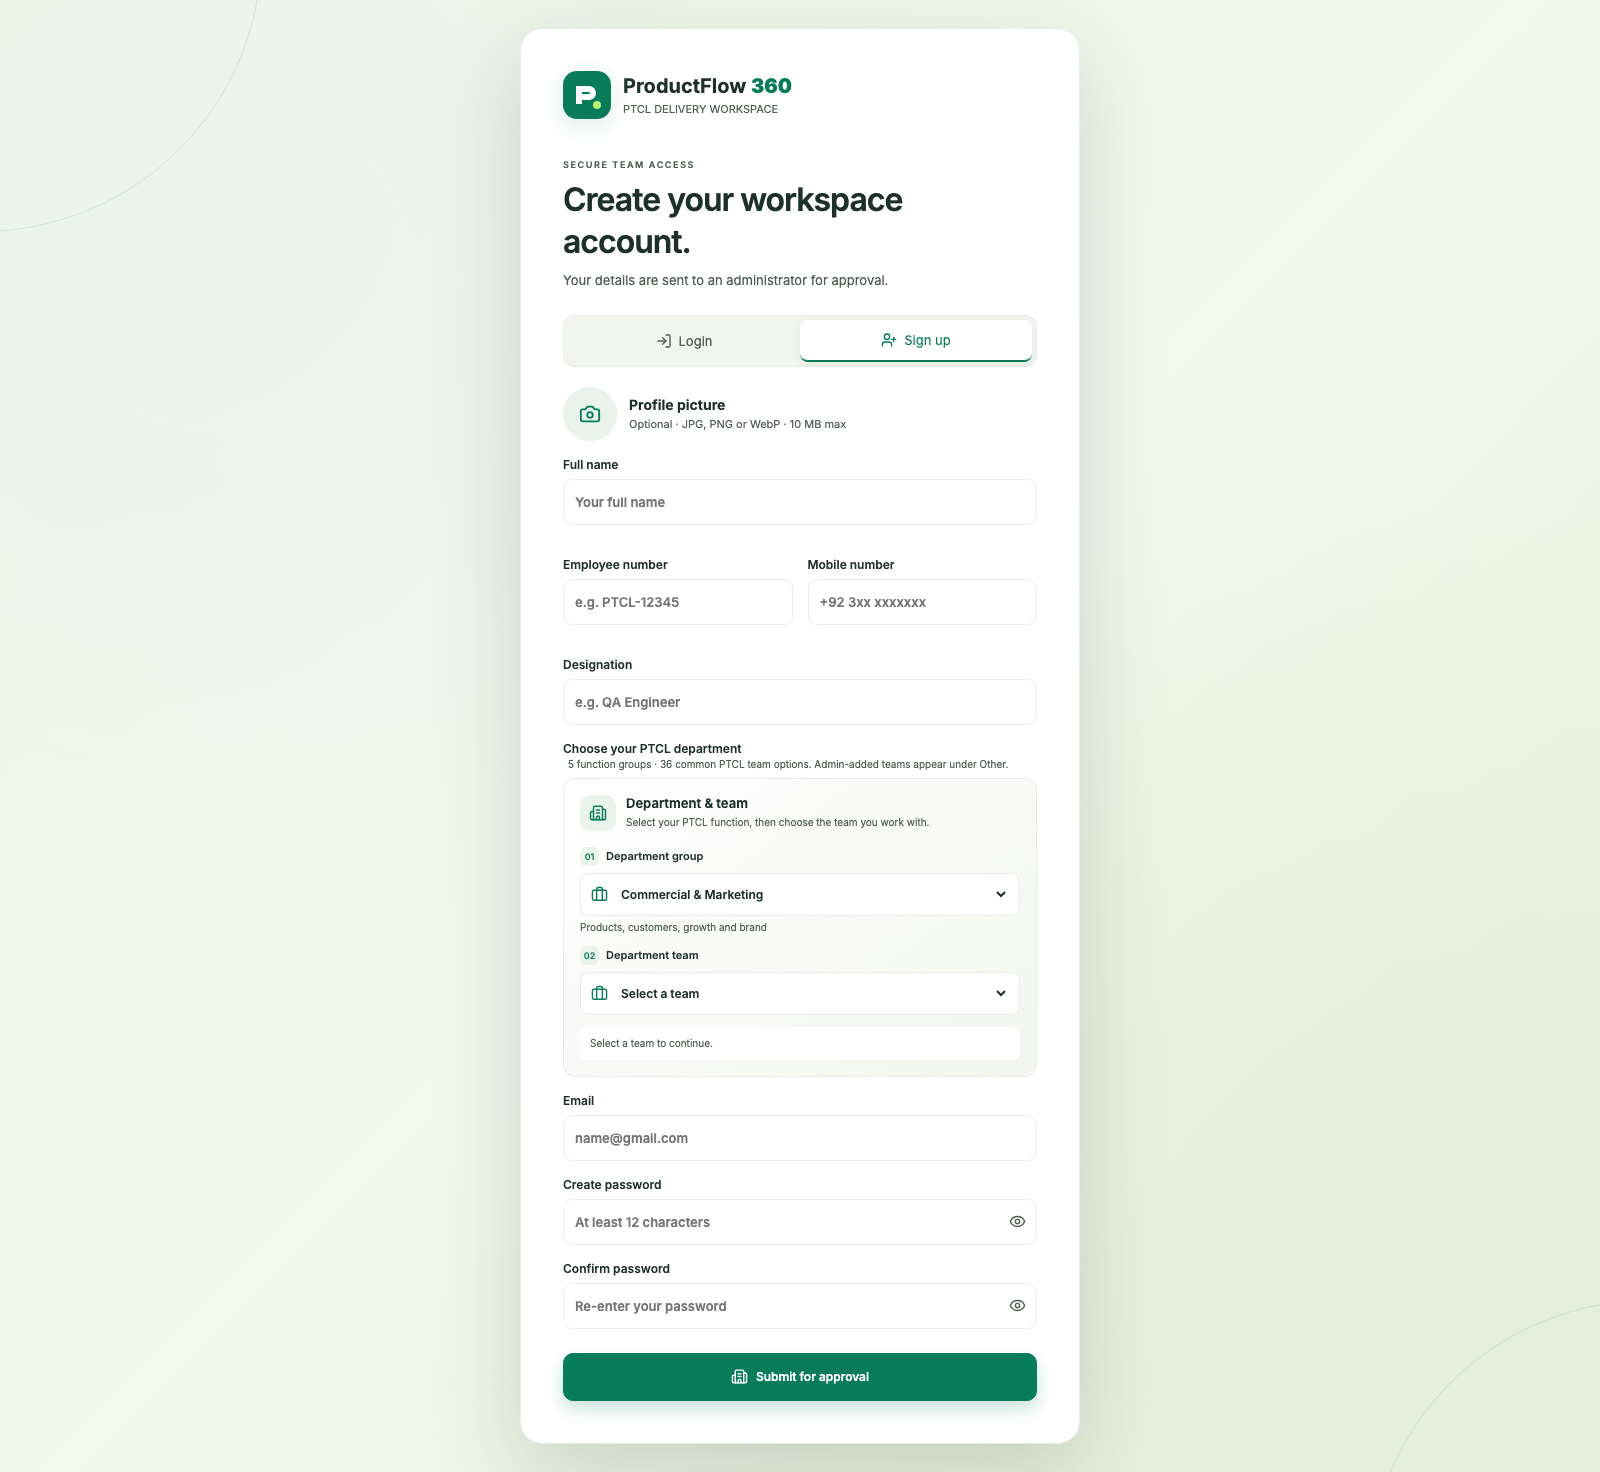 ProductFlow 360
PTCL DELIVERY WORKSPACE
SECURE TEAM ACCESS
Create your workspace
account.
Your details are sent to an administrator for approval.
Login
Sign up
Profile picture
Optional · JPG, PNG or WebP · 10 MB max
Full name
Your full name
Employee number
Mobile number
e.g. PTCL-12345
+92 3xx xxxxxxx
Designation
e.g. QA Engineer
Choose your PTCL department
5 function groups · 36 common PTCL team options. Admin-added teams appear under Other.
Department & team
Select your PTCL function, then choose the team you work with.
01 Department group
Commercial & Marketing
Products, customers, growth and brand
02 Department team
Select a team
Select a team to continue.
Email
name@gmail.com
Create password
At least 12 characters
Confirm password
Re-enter your password
Submit for approval